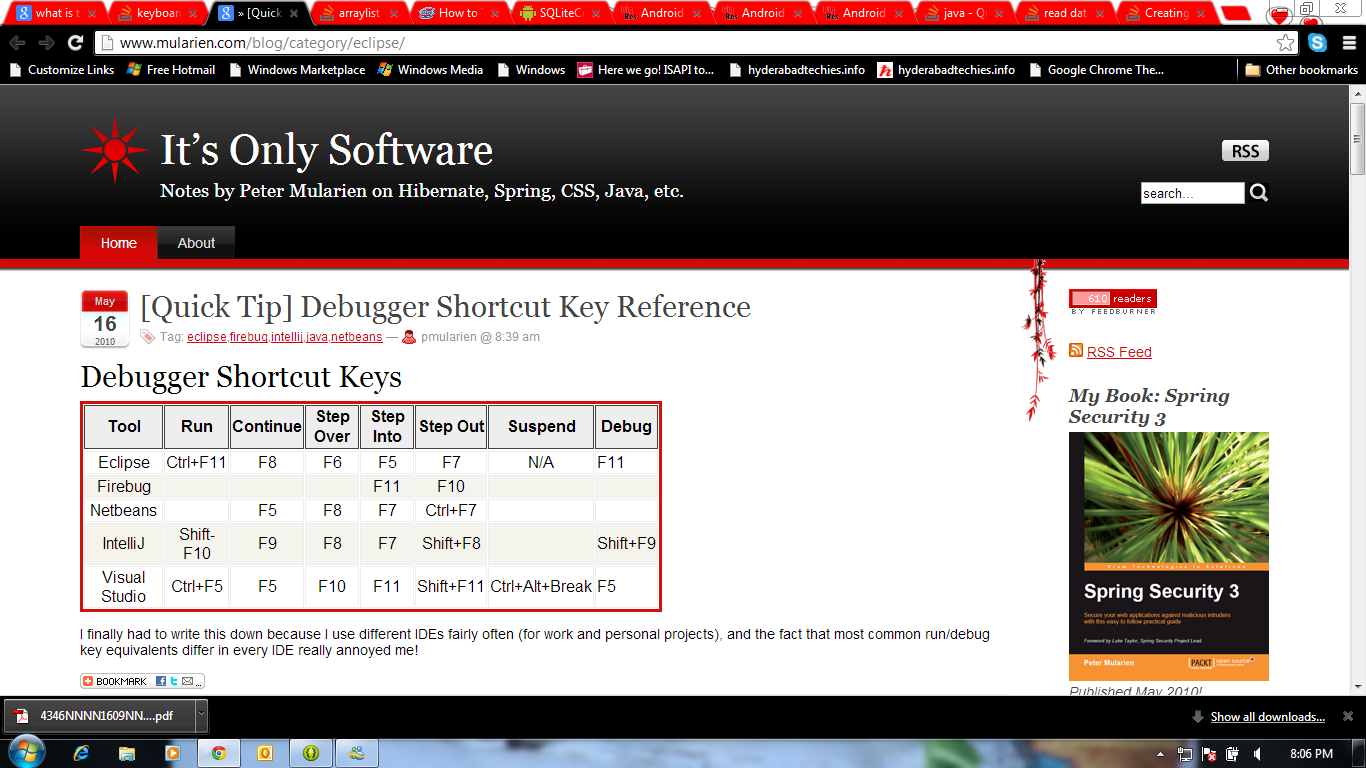 what is t
keyboar
» [Quick
arraylist
How to
SQLiteC
Android
Android
Android
java - Q
read dat
Creating
www.mularien.com/blog/category/eclipse/
Customize Links
Free Hotmail
Windows Marketplace
Windows Media
Windows
Here we go! ISAPI to...
hyderabadtechies.info
hyderabadtechies.info
Google Chrome The...
Other bookmarks
It's Only Software
Notes by Peter Mularien on Hibernate, Spring, CSS, Java, etc.
RSS
search...
Home About
May
16
2010
[Quick Tip] Debugger Shortcut Key Reference
Tag: eclipse,firebug,intellij,java,netbeans — pmularien @ 8:39 am
Debugger Shortcut Keys
Tool Run Continue Step Over Step Into Step Out Suspend Debug
Eclipse Ctrl+F11 F8 F6 F5 F7 N/A F11
Firebug F11 F10
Netbeans F5 F8 F7 Ctrl+F7
IntelliJ Shift-F10 F9 F8 F7 Shift+F8 Shift+F9
Visual Studio Ctrl+F5 F5 F10 F11 Shift+F11 Ctrl+Alt+Break F5
I finally had to write this down because I use different IDEs fairly often (for work and personal projects), and the fact that most common run/debug
key equivalents differ in every IDE really annoyed me!
BOOKMARK ...
610 readers
BY FEEDBURNER
RSS Feed
My Book: Spring
Security 3
From Technologies to Solutions
Spring Security 3
Secure your web applications against malicious intruders
with this easy to follow practical guide
Foreword by Luke Taylor, Spring Security Project Lead
Peter Mularien
PACKT open source
PUBLISHING
Published May 2010!
4346NNNN1609NN....pdf
Show all downloads...
8:06 PM